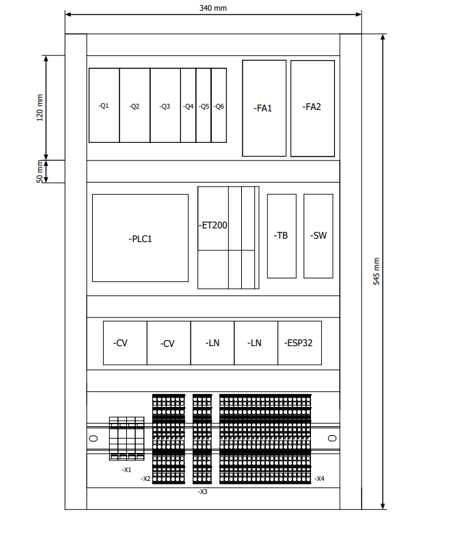 340 mm
120 mm
-Q1 -Q2 -Q3 -Q4 -Q5 -Q6 -FA1 -FA2
50 mm
-PLC1 -ET200 -TB -SW
545 mm
-CV -CV -LN -LN -ESP32
-X1
-X2 -X4
-X3